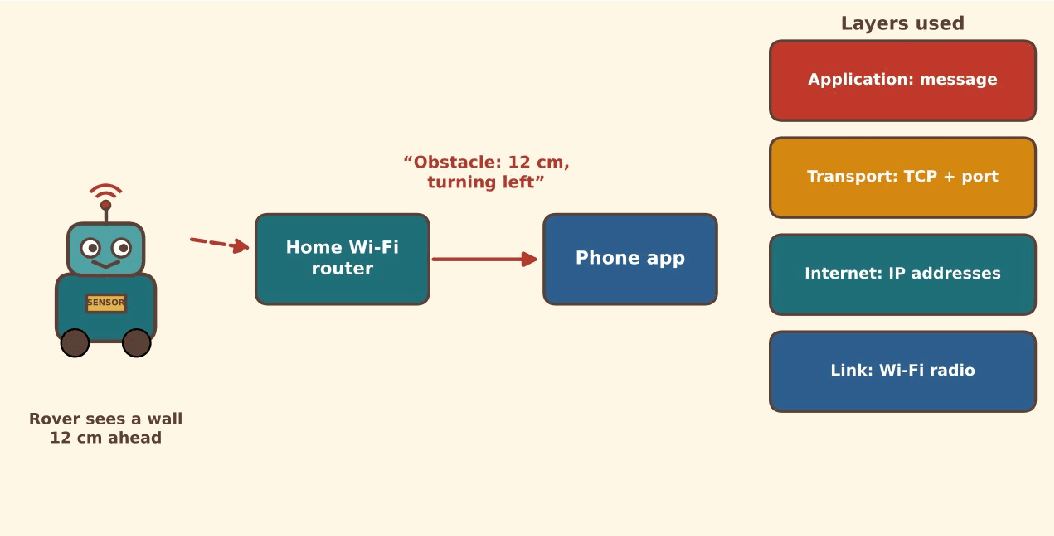 Layers used
Application: message
“Obstacle: 12 cm,
turning left”
Transport: TCP + port
Home Wi-Fi
router
Phone app
Internet: IP addresses
SENSOR
Link: Wi-Fi radio
Rover sees a wall
12 cm ahead